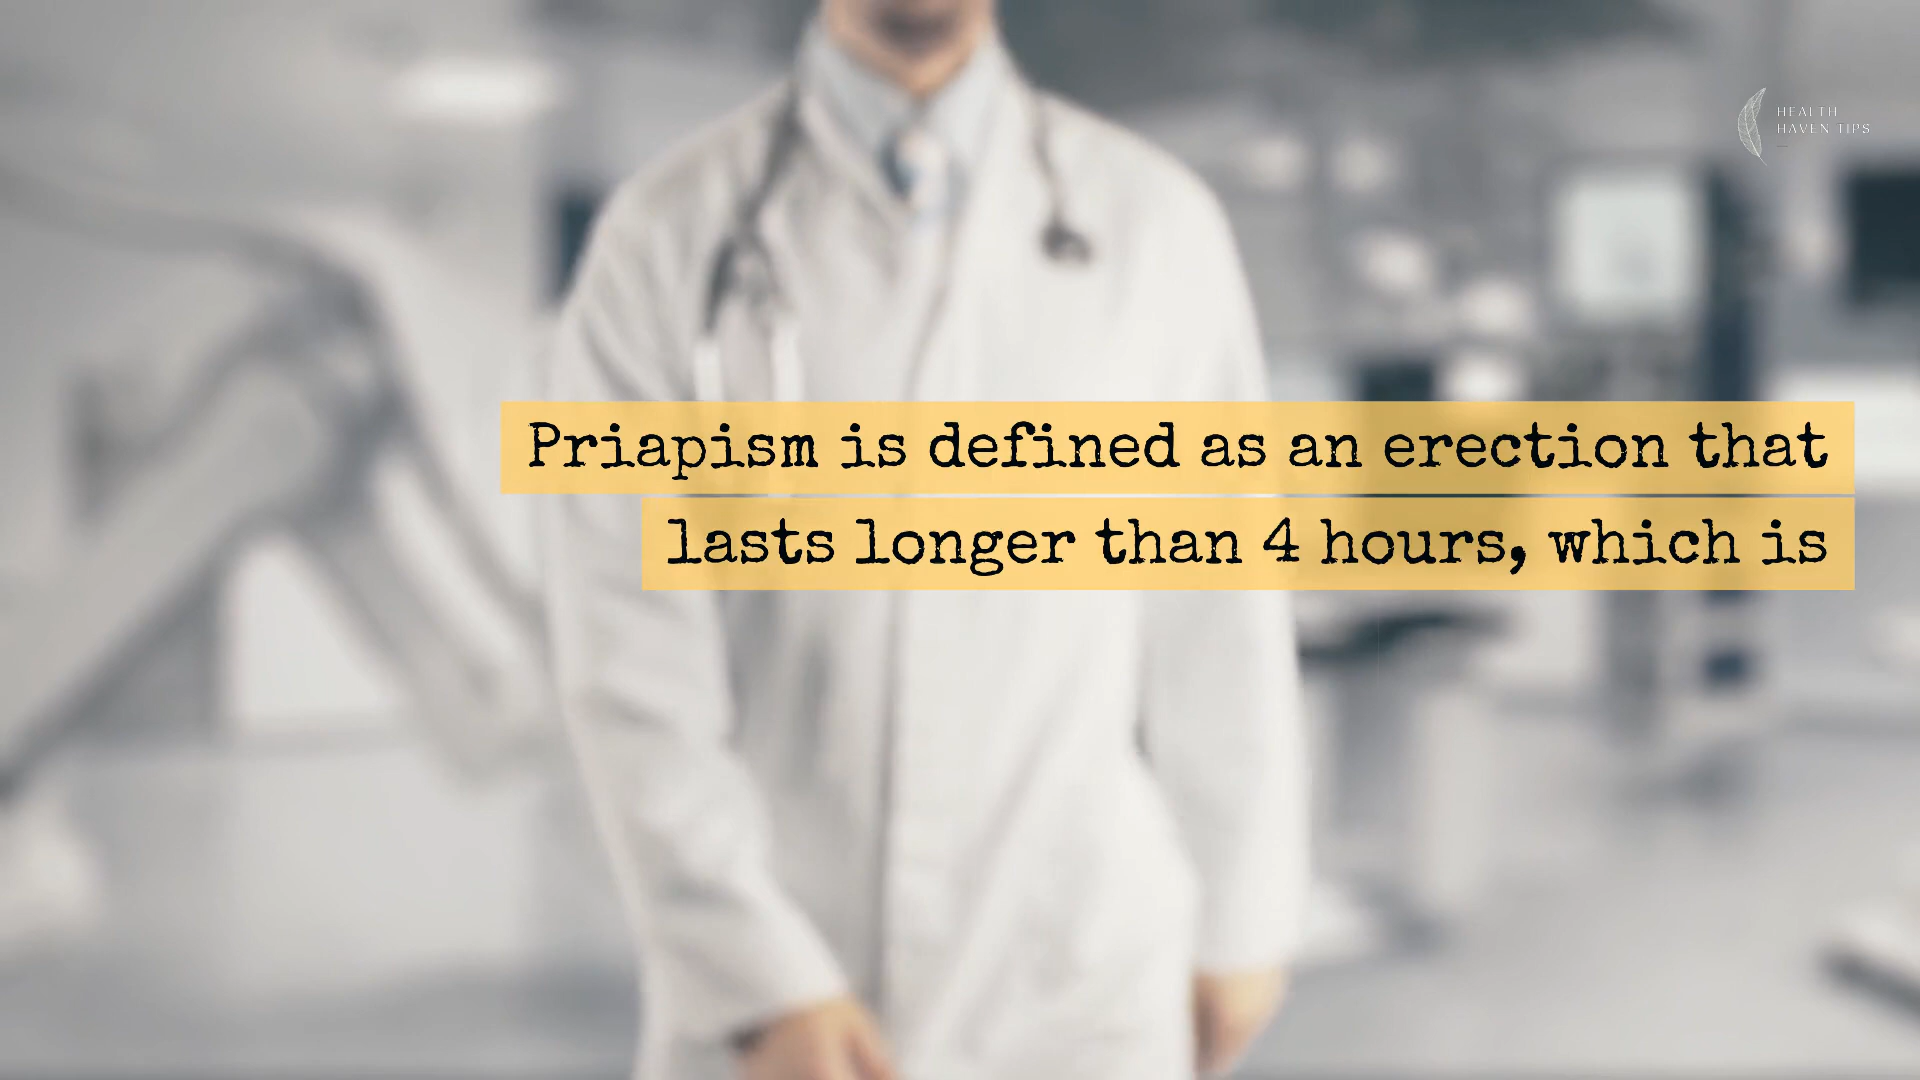 HEALTH
HAVEN TIPS
Priapism is defined as an erection that
lasts longer than 4 hours, which is